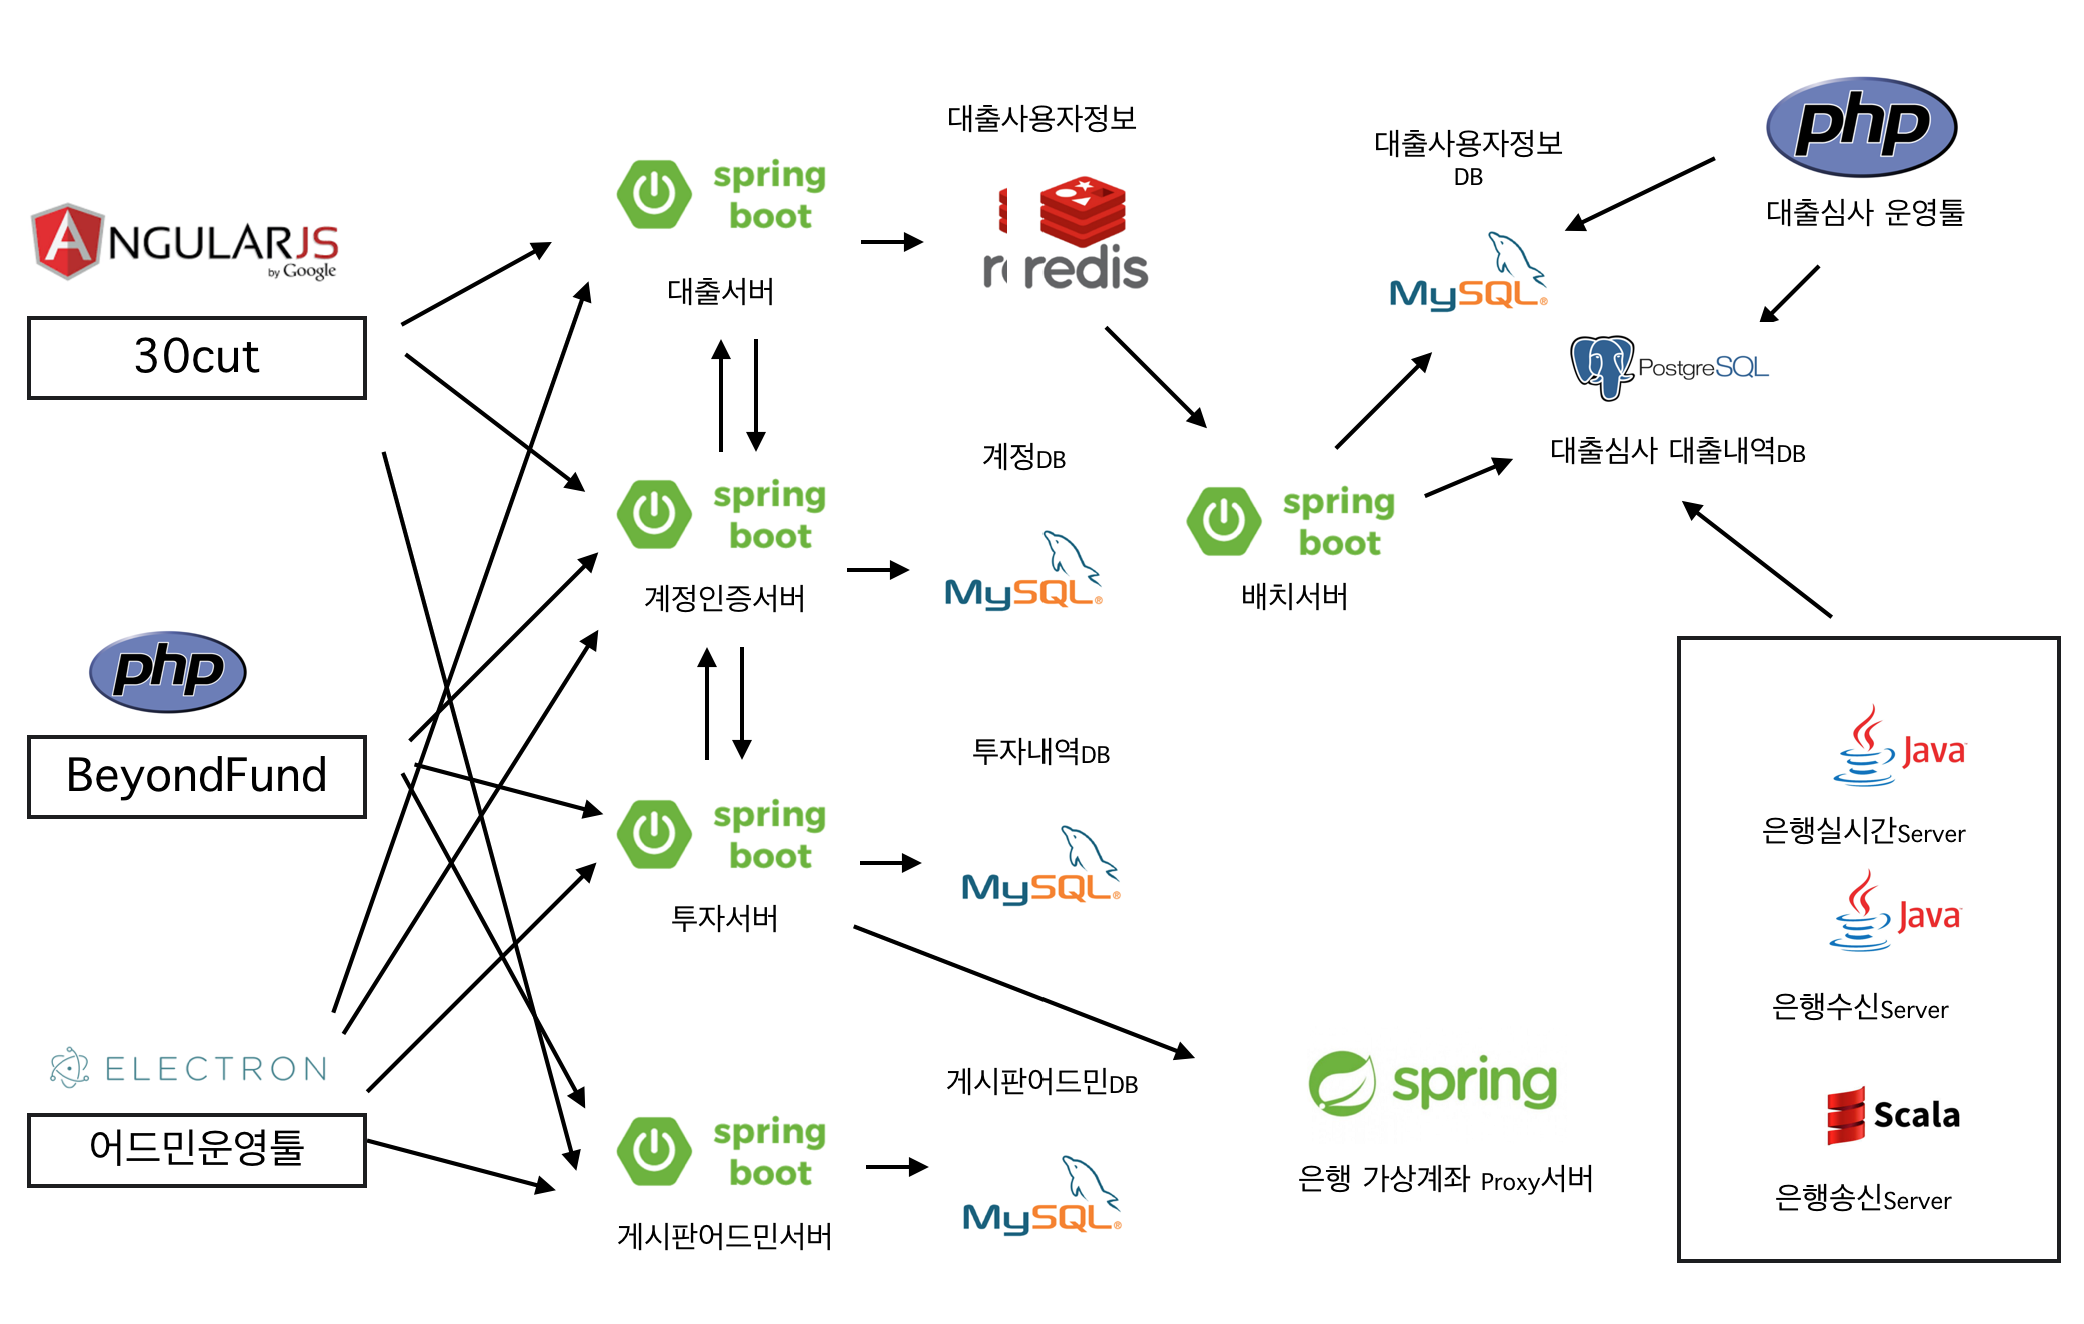 ANGULARJS
by Google
30cut
php
BeyondFund
ELECTRON
어드민운영툴
spring
boot
대출서버
spring
boot
계정인증서버
spring
boot
투자서버
spring
boot
게시판어드민서버
대출사용자정보
redis
계정DB
MySQL®
투자내역DB
MySQL®
게시판어드민DB
MySQL®
spring
boot
배치서버
대출사용자정보
DB
MySQL®
php
대출심사 운영툴
PostgreSQL
대출심사 대출내역DB
spring
은행 가상계좌 Proxy서버
Java
은행실시간Server
Java
은행수신Server
Scala
은행송신Server